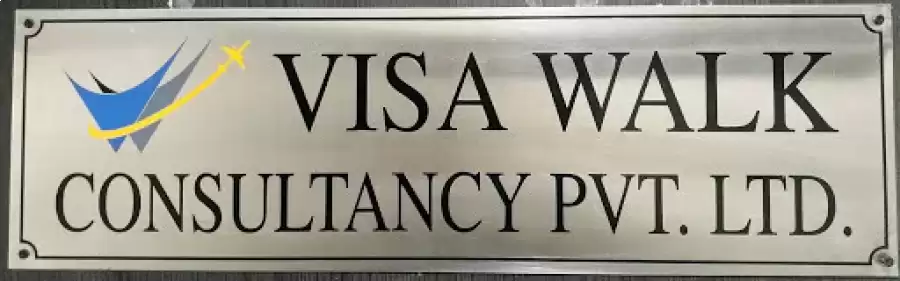 VISA WALK
CONSULTANCY PVT. LTD.